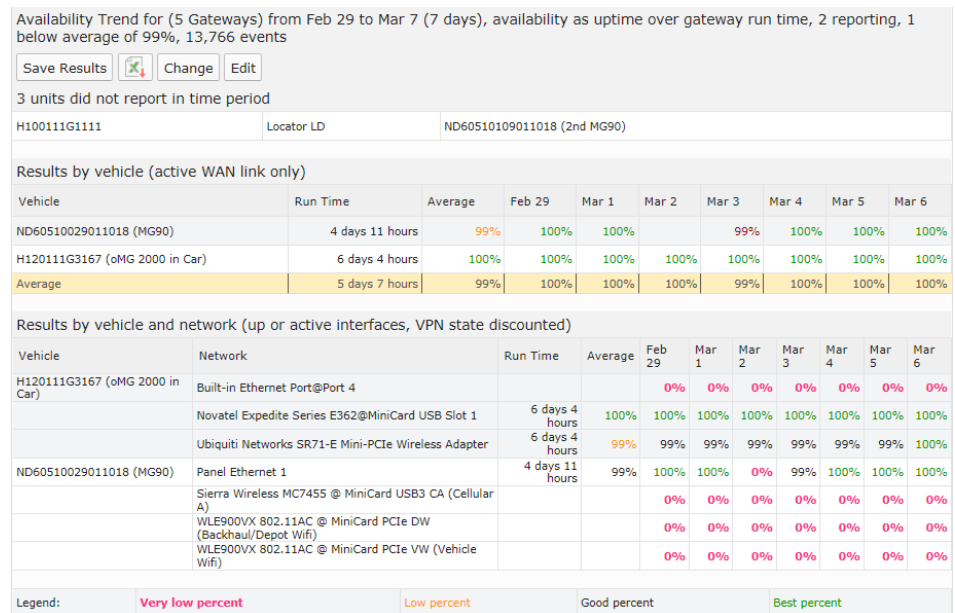 Availability Trend for (5 Gateways) from Feb 29 to Mar 7 (7 days), availability as uptime over gateway run time, 2 reporting, 1
below average of 99%, 13,766 events
Save Results Change Edit
3 units did not report in time period
H100111G1111 Locator LD ND60510109011018 (2nd MG90)
Results by vehicle (active WAN link only)
Vehicle Run Time Average Feb 29 Mar 1 Mar 2 Mar 3 Mar 4 Mar 5 Mar 6
ND60510029011018 (MG90) 4 days 11 hours 99% 100% 100% 99% 100% 100% 100%
H120111G3167 (oMG 2000 in Car) 6 days 4 hours 100% 100% 100% 100% 100% 100% 100% 100%
Average 5 days 7 hours 99% 100% 100% 100% 99% 100% 100% 100%
Results by vehicle and network (up or active interfaces, VPN state discounted)
Vehicle Network Run Time Average Feb 29 Mar 1 Mar 2 Mar 3 Mar 4 Mar 5 Mar 6
H120111G3167 (oMG 2000 in
Car) Built-in Ethernet Port@Port 4 0% 0% 0% 0% 0% 0% 0%
Novatel Expedite Series E362@MiniCard USB Slot 1 6 days 4 hours 100% 100% 100% 100% 100% 100% 100% 100%
Ubiquiti Networks SR71-E Mini-PCIe Wireless Adapter 6 days 4 hours 99% 99% 99% 99% 99% 99% 99% 100%
ND60510029011018 (MG90) Panel Ethernet 1 4 days 11 hours 99% 100% 100% 0% 99% 100% 100% 100%
Sierra Wireless MC7455 @ MiniCard USB3 CA (Cellular
A) 0% 0% 0% 0% 0% 0% 0%
WLE900VX 802.11AC @ MiniCard PCIe DW
(Backhaul/Depot Wifi) 0% 0% 0% 0% 0% 0% 0%
WLE900VX 802.11AC @ MiniCard PCIe VW (Vehicle
Wifi) 0% 0% 0% 0% 0% 0% 0%
Legend: Very low percent Low percent Good percent Best percent